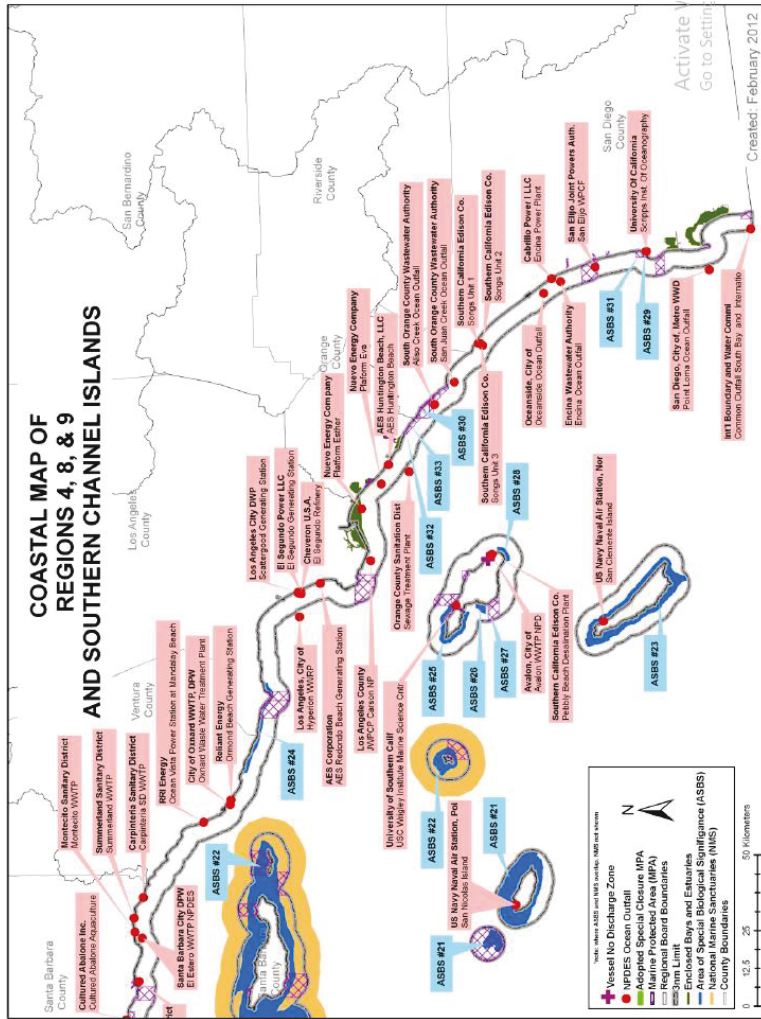 COASTAL MAP OF
REGIONS 4, 8, & 9
AND SOUTHERN CHANNEL ISLANDS
Santa Barbara
County
Ventura
County
Los Angeles
County
San Bernardino
County
Orange
County
Riverside
County
San Diego
County
County
Cultured Abalone Inc.
Cultured Abalone Aquaculture
Montecito Sanitary District
Montecito WWTP
Summerland Sanitary District
Summerland WWTP
Carpinteria Sanitary District
Carpinteria SD WWTP
Santa Barbara City DPW
El Estero WWTP NPDES
RRI Energy
Ocean Vista Power Station at Mandalay Beach
City of Oxnard WWTP, DPW
Oxnard Waste Water Treatment Plant
Reliant Energy
Ormond Beach Generating Station
ASBS #22
ASBS #24
Los Angeles City DWP
Scattergood Generating Station
El Segundo Power LLC
El Segundo Generating Station
Cheveron U.S.A.
El Segundo Refinery
Los Angeles, City of
Hyperion WWRP
AES Corporation
AES Redondo Beach Generating Station
Los Angeles County
JWPCP Carson NP
Nuevo Energy Company
Platform Esther
Nuevo Energy Company
Platform Eva
AES Huntington Beach, LLC
AES Huntington Beach
Orange County Sanitation Dist
Sewage Treatment Plant
South Orange County Wastewater Authority
Aliso Creek Ocean Outfall
South Orange County Wastewater Authority
San Juan Creek Ocean Outfall
ASBS #32
ASBS #33
ASBS #30
Southern California Edison Co.
Songs Unit 1
Southern California Edison Co.
Songs Unit 2
Southern California Edison Co.
Songs Unit 3
Oceanside, City of
Oceanside Ocean Outfall
Cabrillo Power I LLC
Encina Power Plant
Encina Wastewater Authority
Encina Ocean Outfall
San Elijo Joint Powers Auth.
San Elijo WPCF
ASBS #31
ASBS #29
University Of California
Scripps Inst. Of Oceanography
San Diego, City of, Metro WWD
Point Loma Ocean Outfall
Int'l Boundary and Water Commi
Common Outfall South Bay and Internatio
University of Southern Calif
USC Wrigley Institute Marine Science Cntr
ASBS #25
ASBS #26
ASBS #27
ASBS #28
Avalon, City of
Avalon WWTP NPD
Southern California Edison Co.
Pebbly Beach Desalination Plant
US Navy Naval Air Station, Nor
San Clemente Island
ASBS #23
ASBS #22
ASBS #21
US Navy Naval Air Station, Poi
San Nicolas Island
ASBS #21
*note: where ASBS and NMS overlap, NMS not shown
Vessel No Discharge Zone
NPDES Ocean Outfall
Adopted Special Closure MPA
Marine Protected Area (MPA)
Regional Board Boundaries
3nm Limit
Enclosed Bays and Estuaries
Area of Special Biological Signifigance (ASBS)
National Marine Sanctuaries (NMS)
County Boundaries
N
0 12.5 25 50 Kilometers
Created: February 2012
Go to Settin